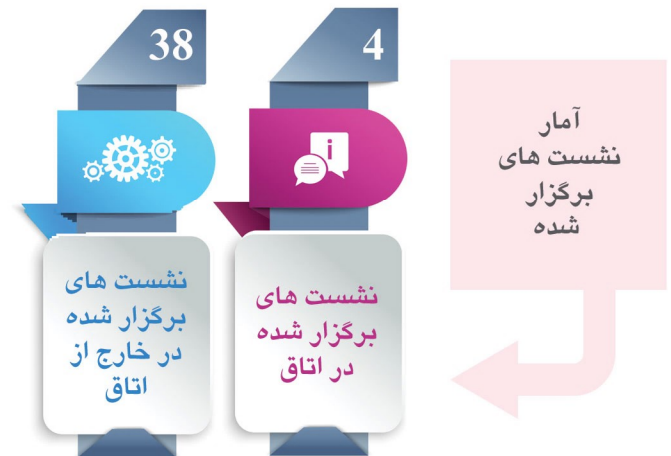 آمار
نشست های
برگزار
شده
4
i
نشست های
برگزار شده
در اتاق
38
نشست های
برگزار شده
در خارج از
اتاق